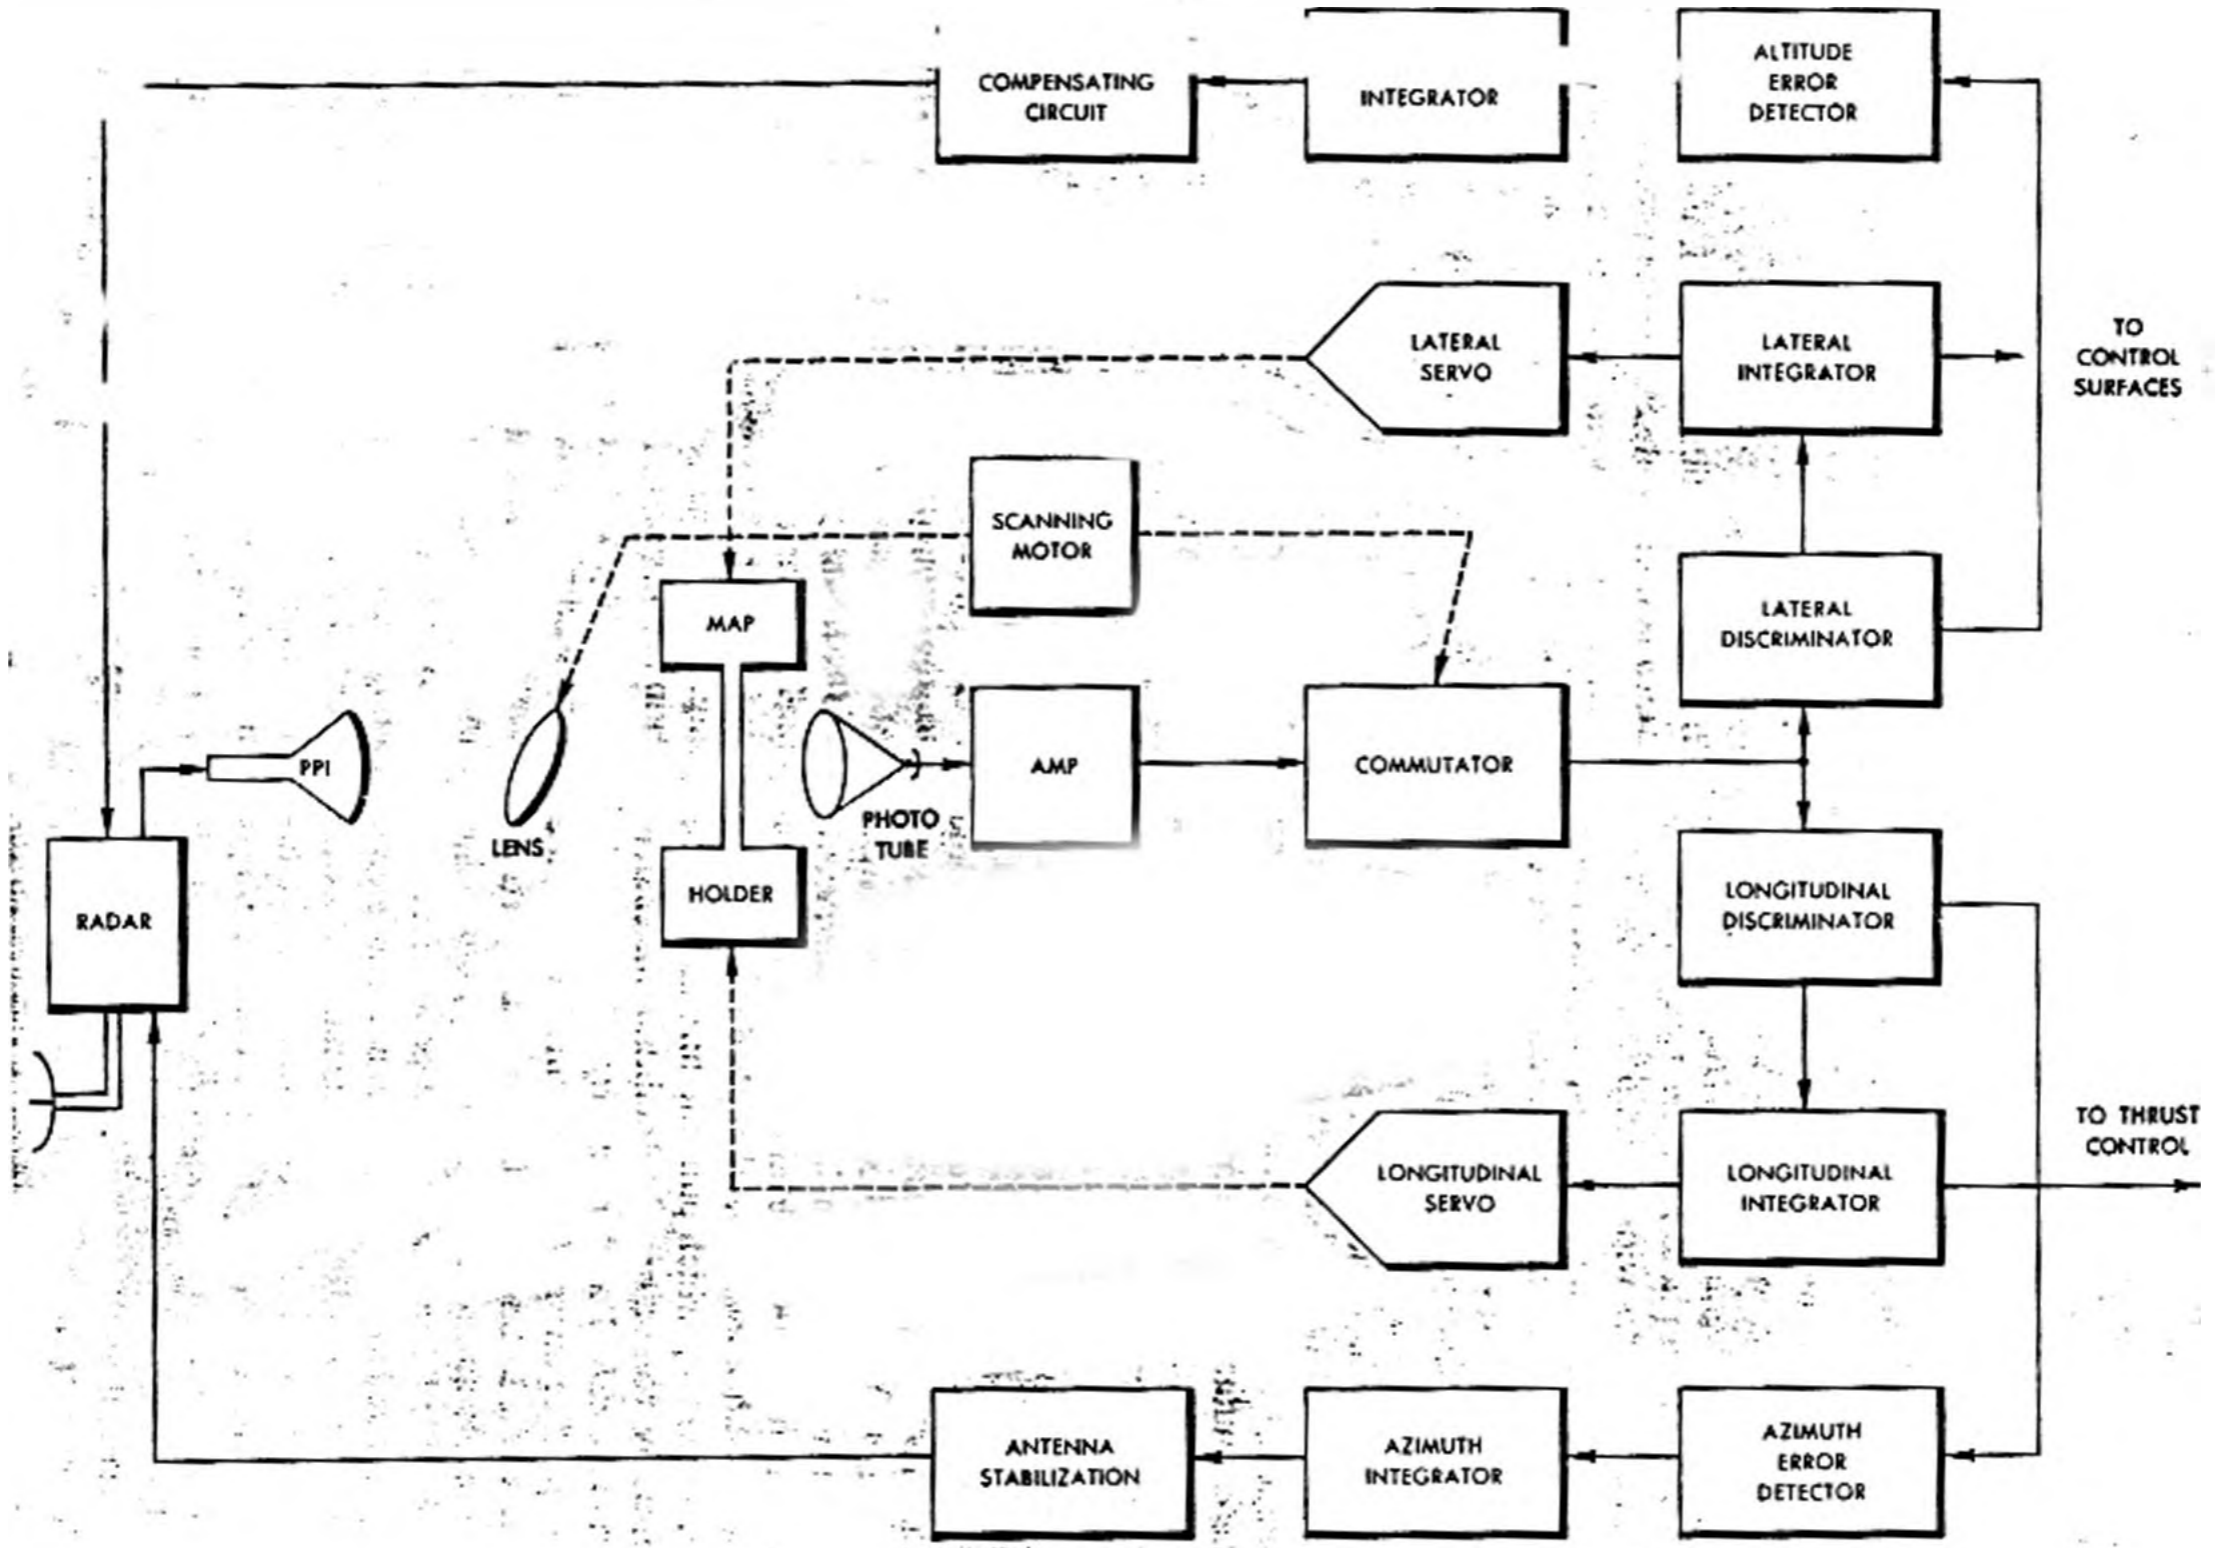 COMPENSATING
CIRCUIT
INTEGRATOR
ALTITUDE
ERROR
DETECTOR
LATERAL
SERVO
LATERAL
INTEGRATOR
TO
CONTROL
SURFACES
SCANNING
MOTOR
MAP
LATERAL
DISCRIMINATOR
PPI
LENS
PHOTO
TUBE
AMP
COMMUTATOR
HOLDER
RADAR
LONGITUDINAL
DISCRIMINATOR
LONGITUDINAL
SERVO
LONGITUDINAL
INTEGRATOR
TO THRUST
CONTROL
ANTENNA
STABILIZATION
AZIMUTH
INTEGRATOR
AZIMUTH
ERROR
DETECTOR